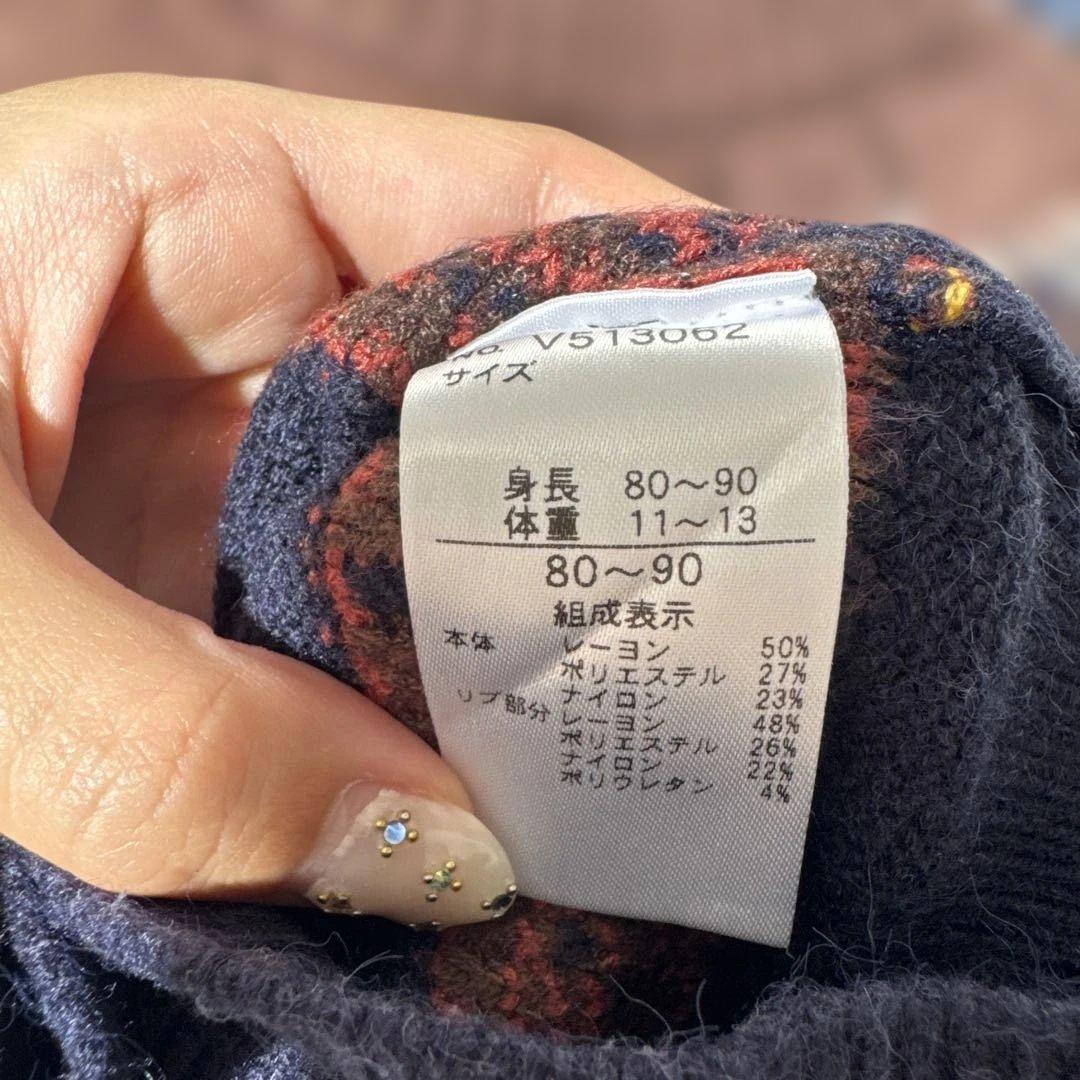 No. V513062
サイズ
身長 80～90
体重 11～13
80～90
組成表示
本体 レーヨン 50%
ポリエステル 27%
ナイロン 23%
リブ部分 レーヨン 48%
ポリエステル 26%
ナイロン 22%
ポリウレタン 4%